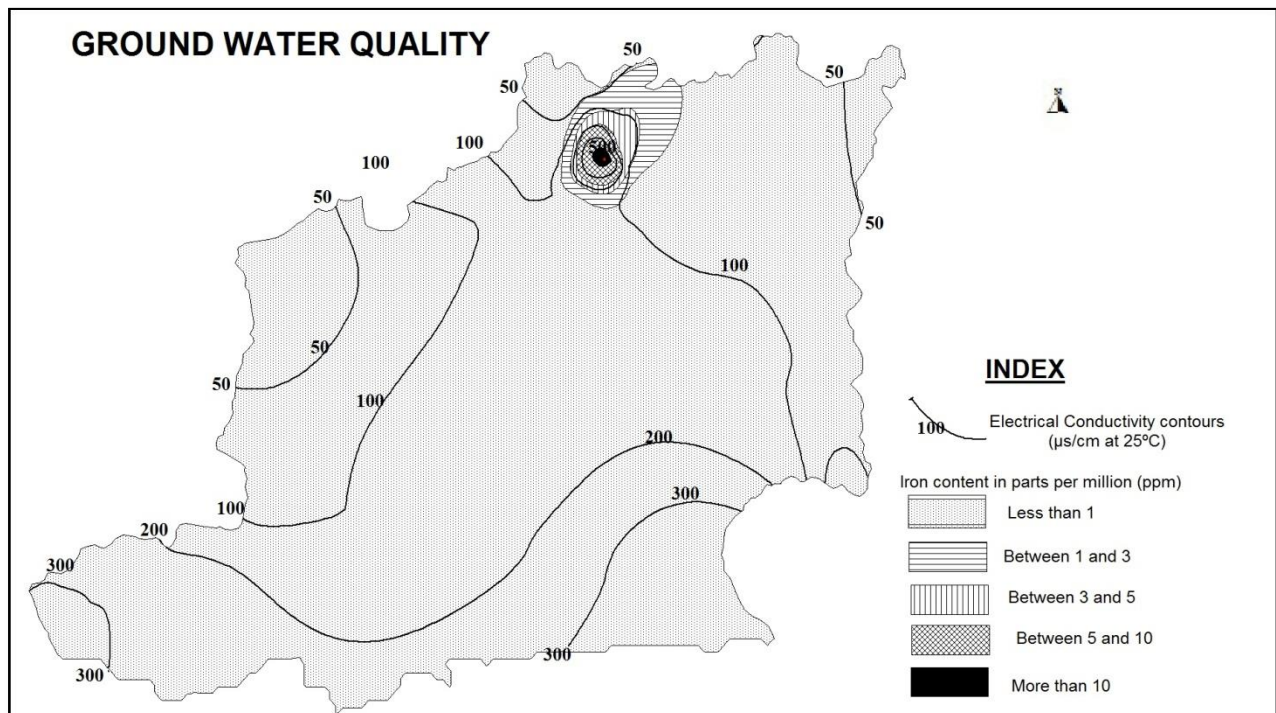 GROUND WATER QUALITY
50
50
50
100
100
500
50
50
100
50
50
100
INDEX
100
Electrical Conductivity contours
(µs/cm at 25ºC)
200
Iron content in parts per million (ppm)
300
100
Less than 1
200
Between 1 and 3
300
Between 3 and 5
Between 5 and 10
300
300
More than 10